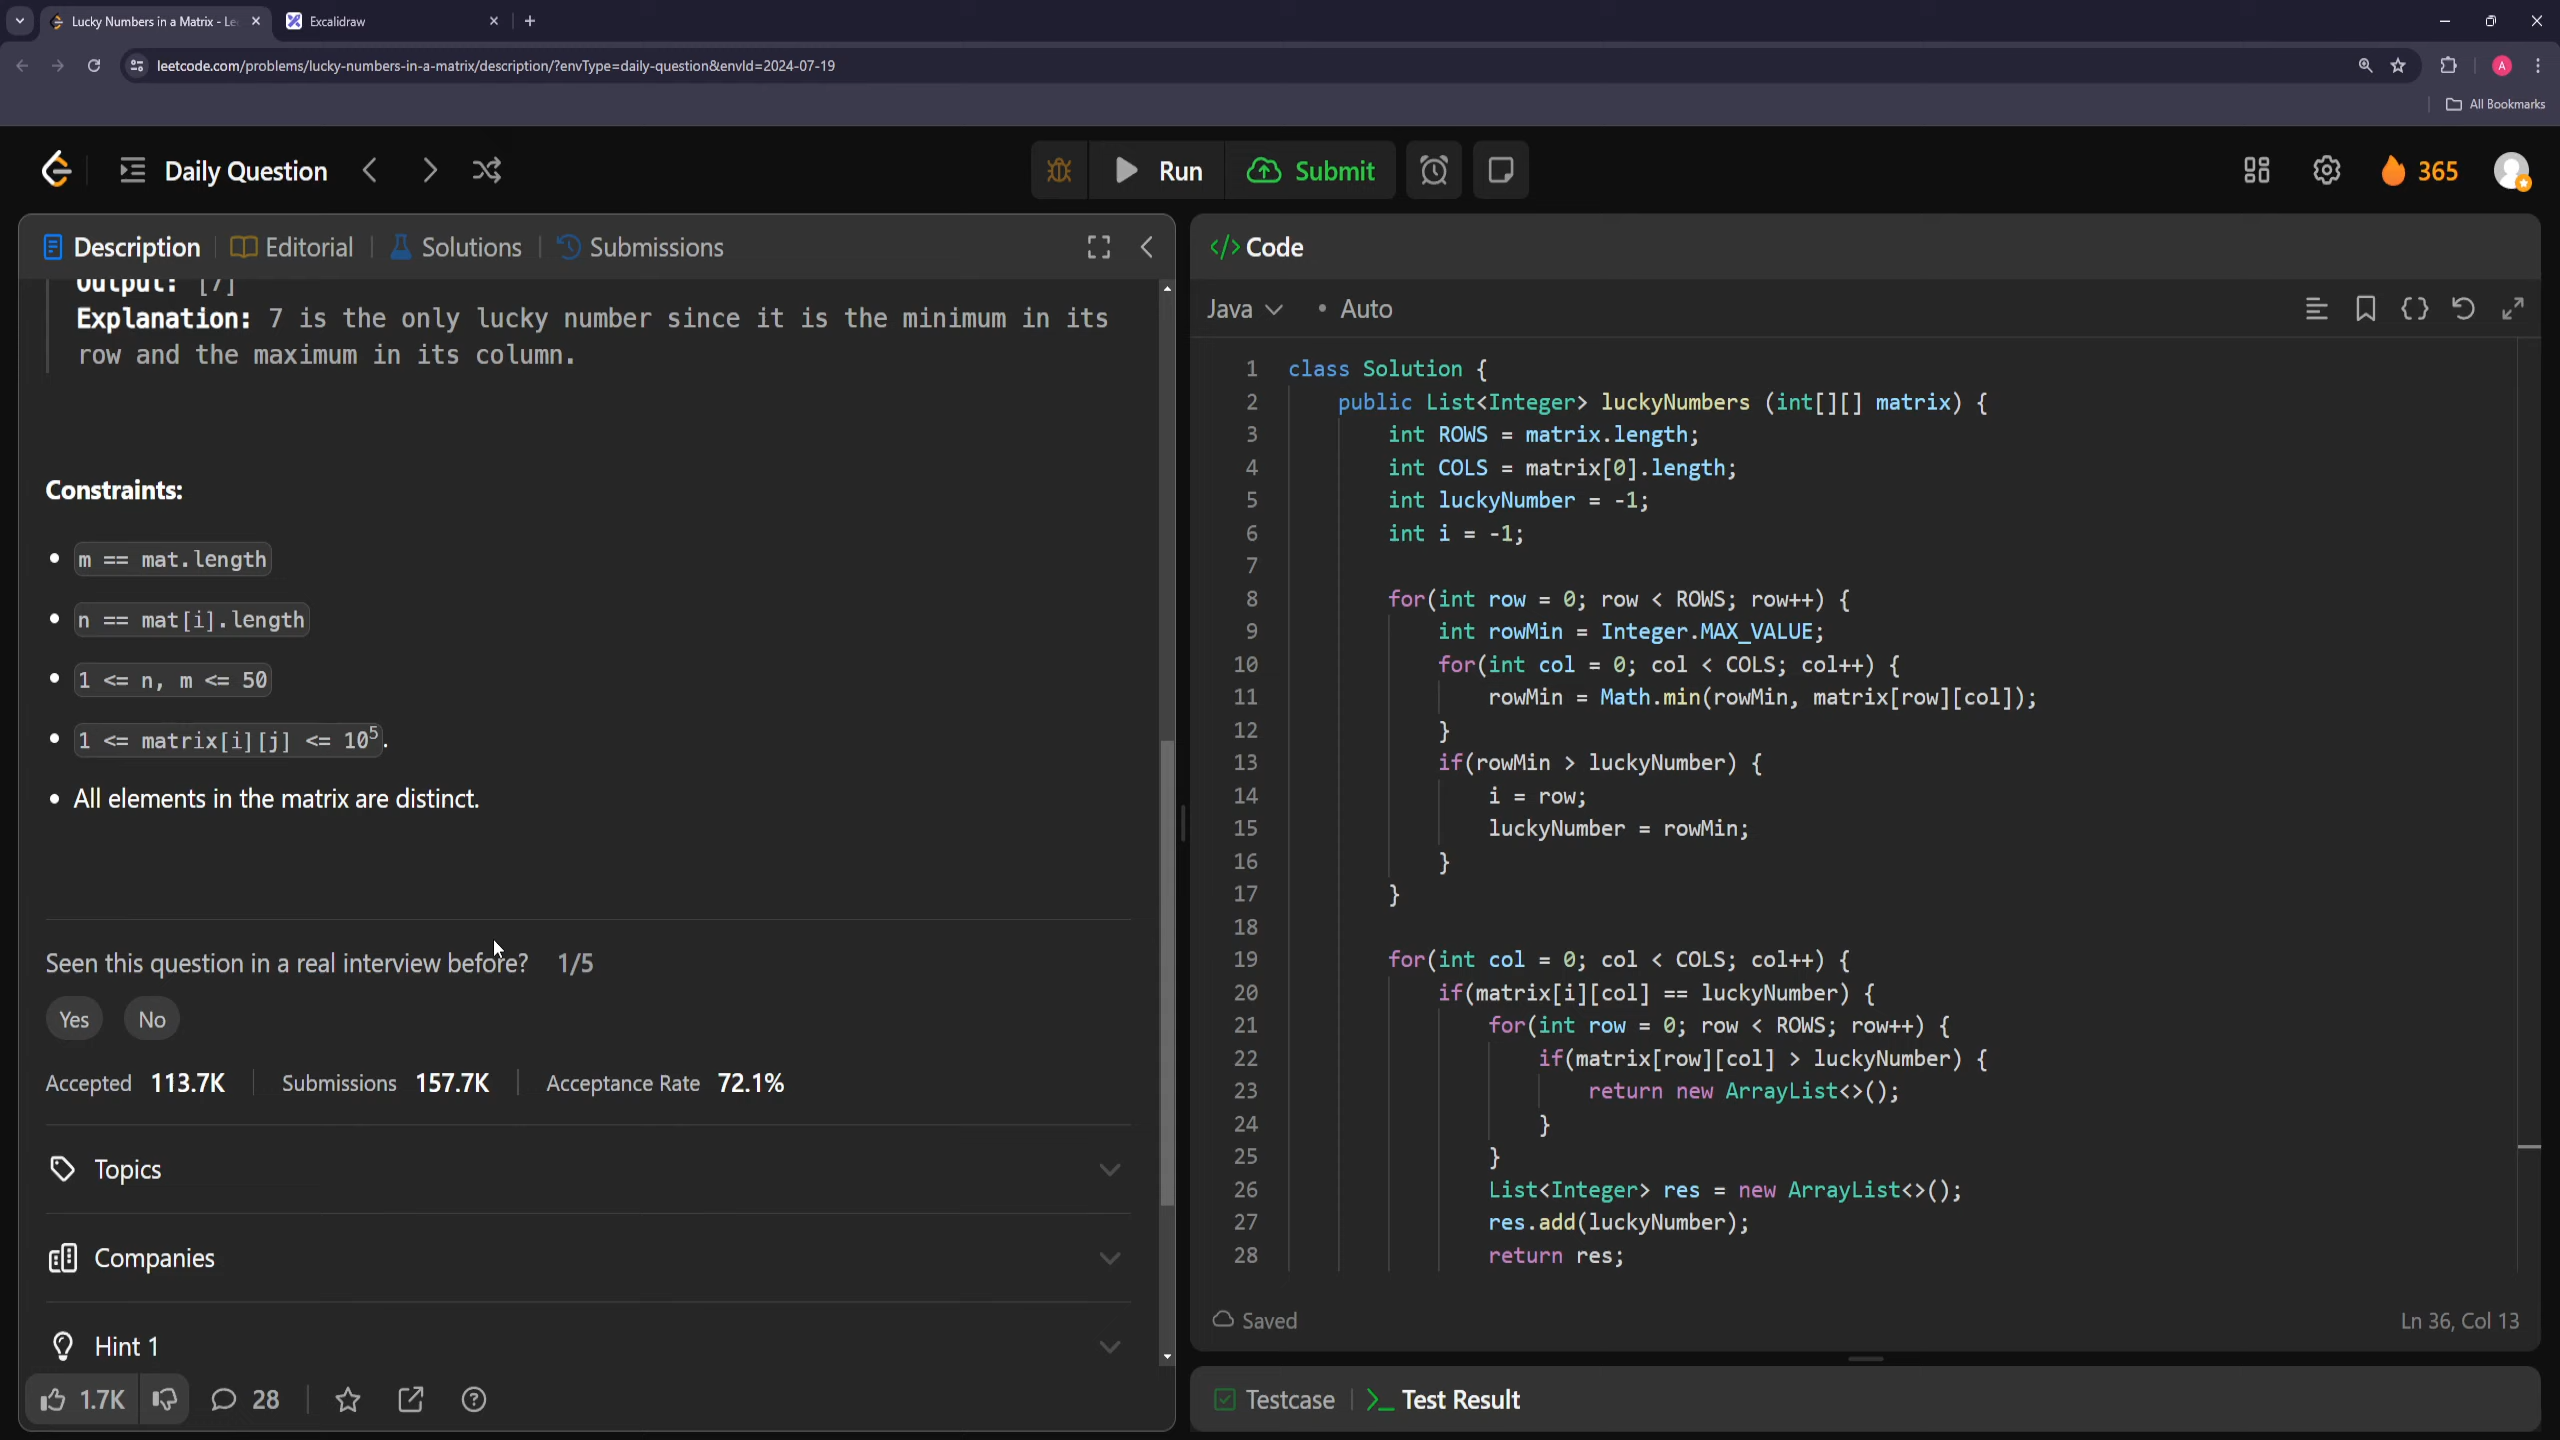 Lucky Numbers in a Matrix - Le
Excalidraw
leetcode.com/problems/lucky-numbers-in-a-matrix/description/?envType=daily-question&envId=2024-07-19
A
All Bookmarks
Daily Question
Run
Submit
365
Description
Editorial
Solutions
Submissions
Output: [7]
Explanation: 7 is the only lucky number since it is the minimum in its
row and the maximum in its column.
Constraints:
m == mat.length
n == mat[i].length
1 <= n, m <= 50
1 <= matrix[i][j] <= 10⁵.
All elements in the matrix are distinct.
Seen this question in a real interview before? 1/5
Yes No
Accepted 113.7K Submissions 157.7K Acceptance Rate 72.1%
Topics
Companies
Hint 1
1.7K
28
</> Code
Java • Auto
1 class Solution {
2 public List<Integer> luckyNumbers (int[][] matrix) {
3 int ROWS = matrix.length;
4 int COLS = matrix[0].length;
5 int luckyNumber = -1;
6 int i = -1;
7
8 for(int row = 0; row < ROWS; row++) {
9 int rowMin = Integer.MAX_VALUE;
10 for(int col = 0; col < COLS; col++) {
11 rowMin = Math.min(rowMin, matrix[row][col]);
12 }
13 if(rowMin > luckyNumber) {
14 i = row;
15 luckyNumber = rowMin;
16 }
17 }
18
19 for(int col = 0; col < COLS; col++) {
20 if(matrix[i][col] == luckyNumber) {
21 for(int row = 0; row < ROWS; row++) {
22 if(matrix[row][col] > luckyNumber) {
23 return new ArrayList<>();
24 }
25 }
26 List<Integer> res = new ArrayList<>();
27 res.add(luckyNumber);
28 return res;
Saved
Ln 36, Col 13
Testcase
Test Result